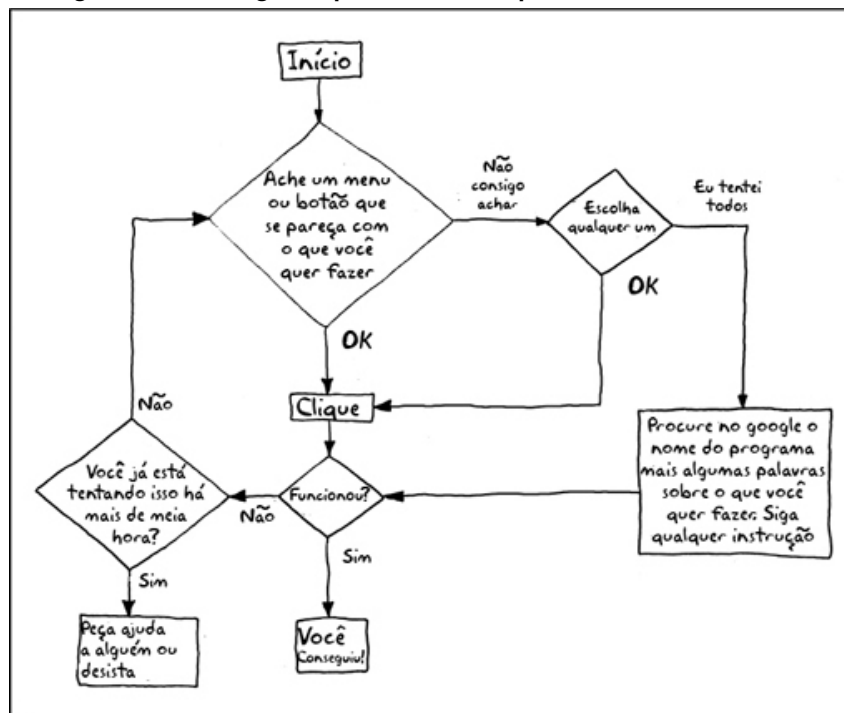 Início
Ache um menu
ou botão que
se pareça com
o que você
quer fazer
Não
consigo
achar
Escolha
qualquer um
Eu tentei
todos
OK
OK
Clique
Procure no google o
nome do programa
mais algumas palavras
sobre o que você
quer fazer. Siga
qualquer instrução
Funcionou?
Não
Você já está
tentando isso há
mais de meia
hora?
Não
Sim
Sim
Peça ajuda
a alguém ou
desista
Você
Conseguiu!